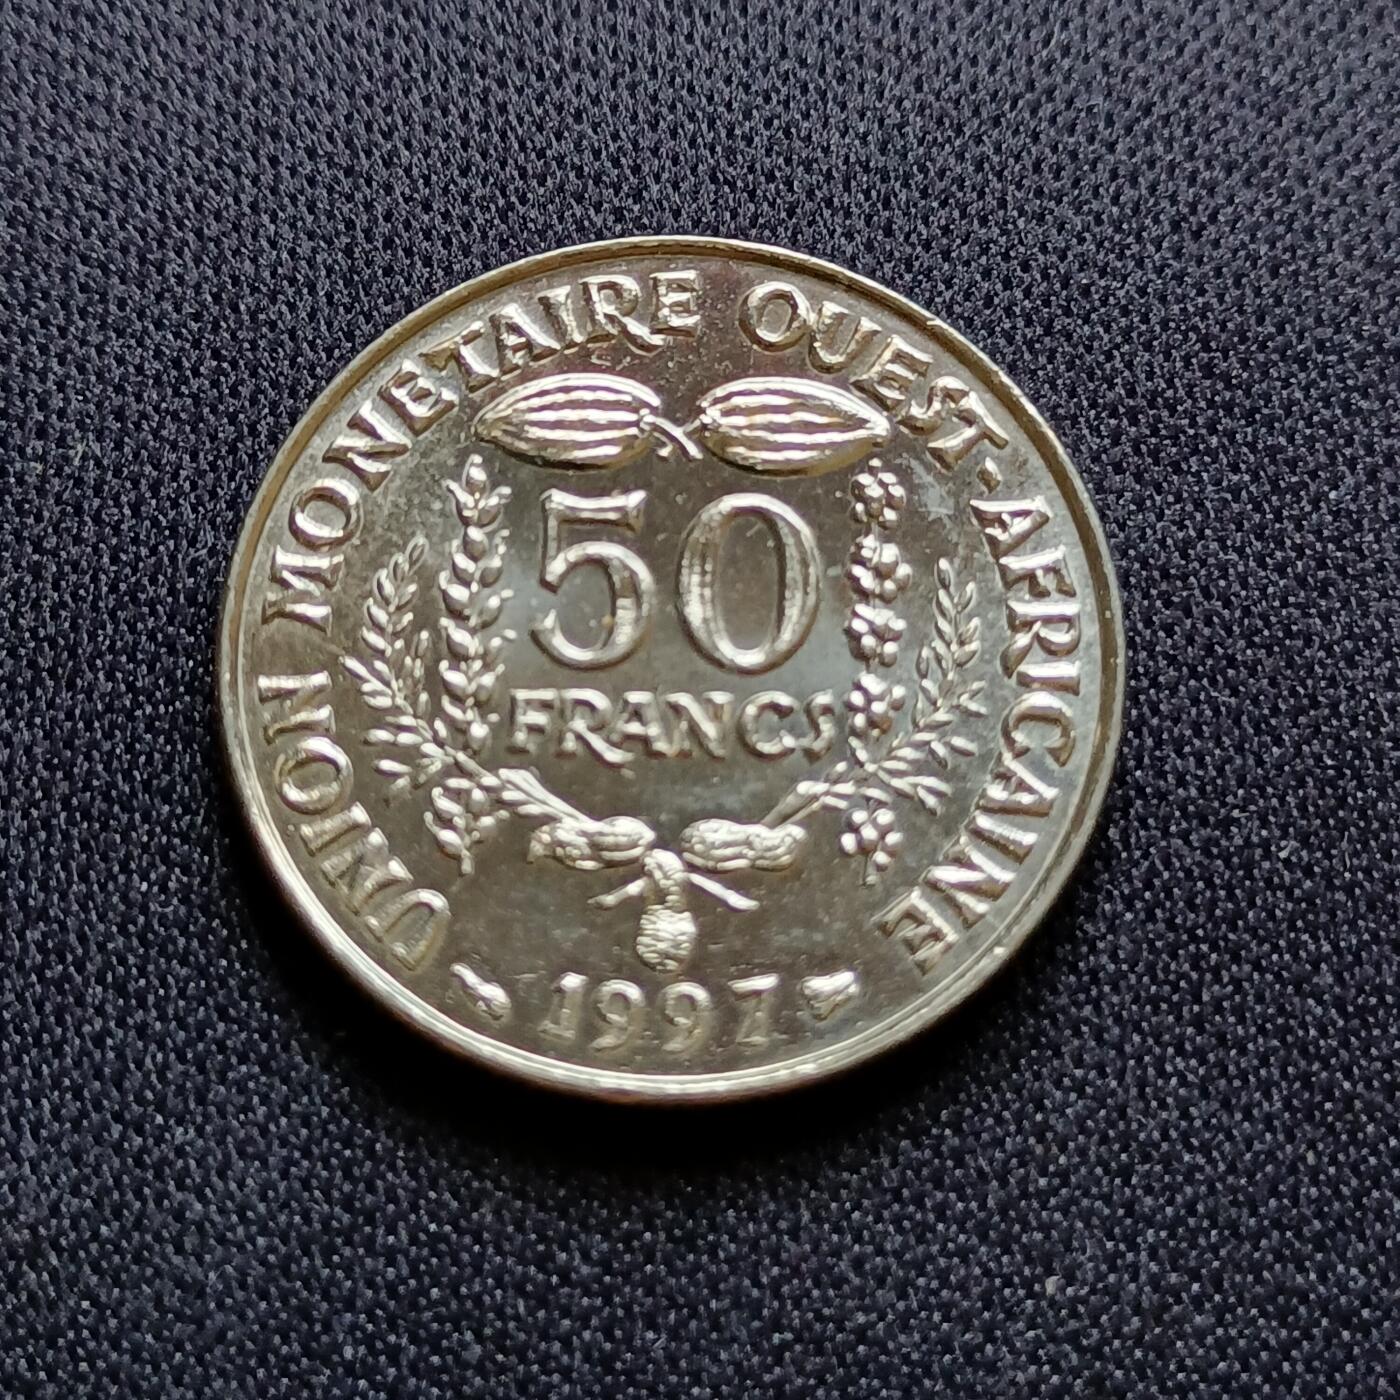 UNION MONETAIRE OUEST-AFRICAINE
50
FRANCS
1997